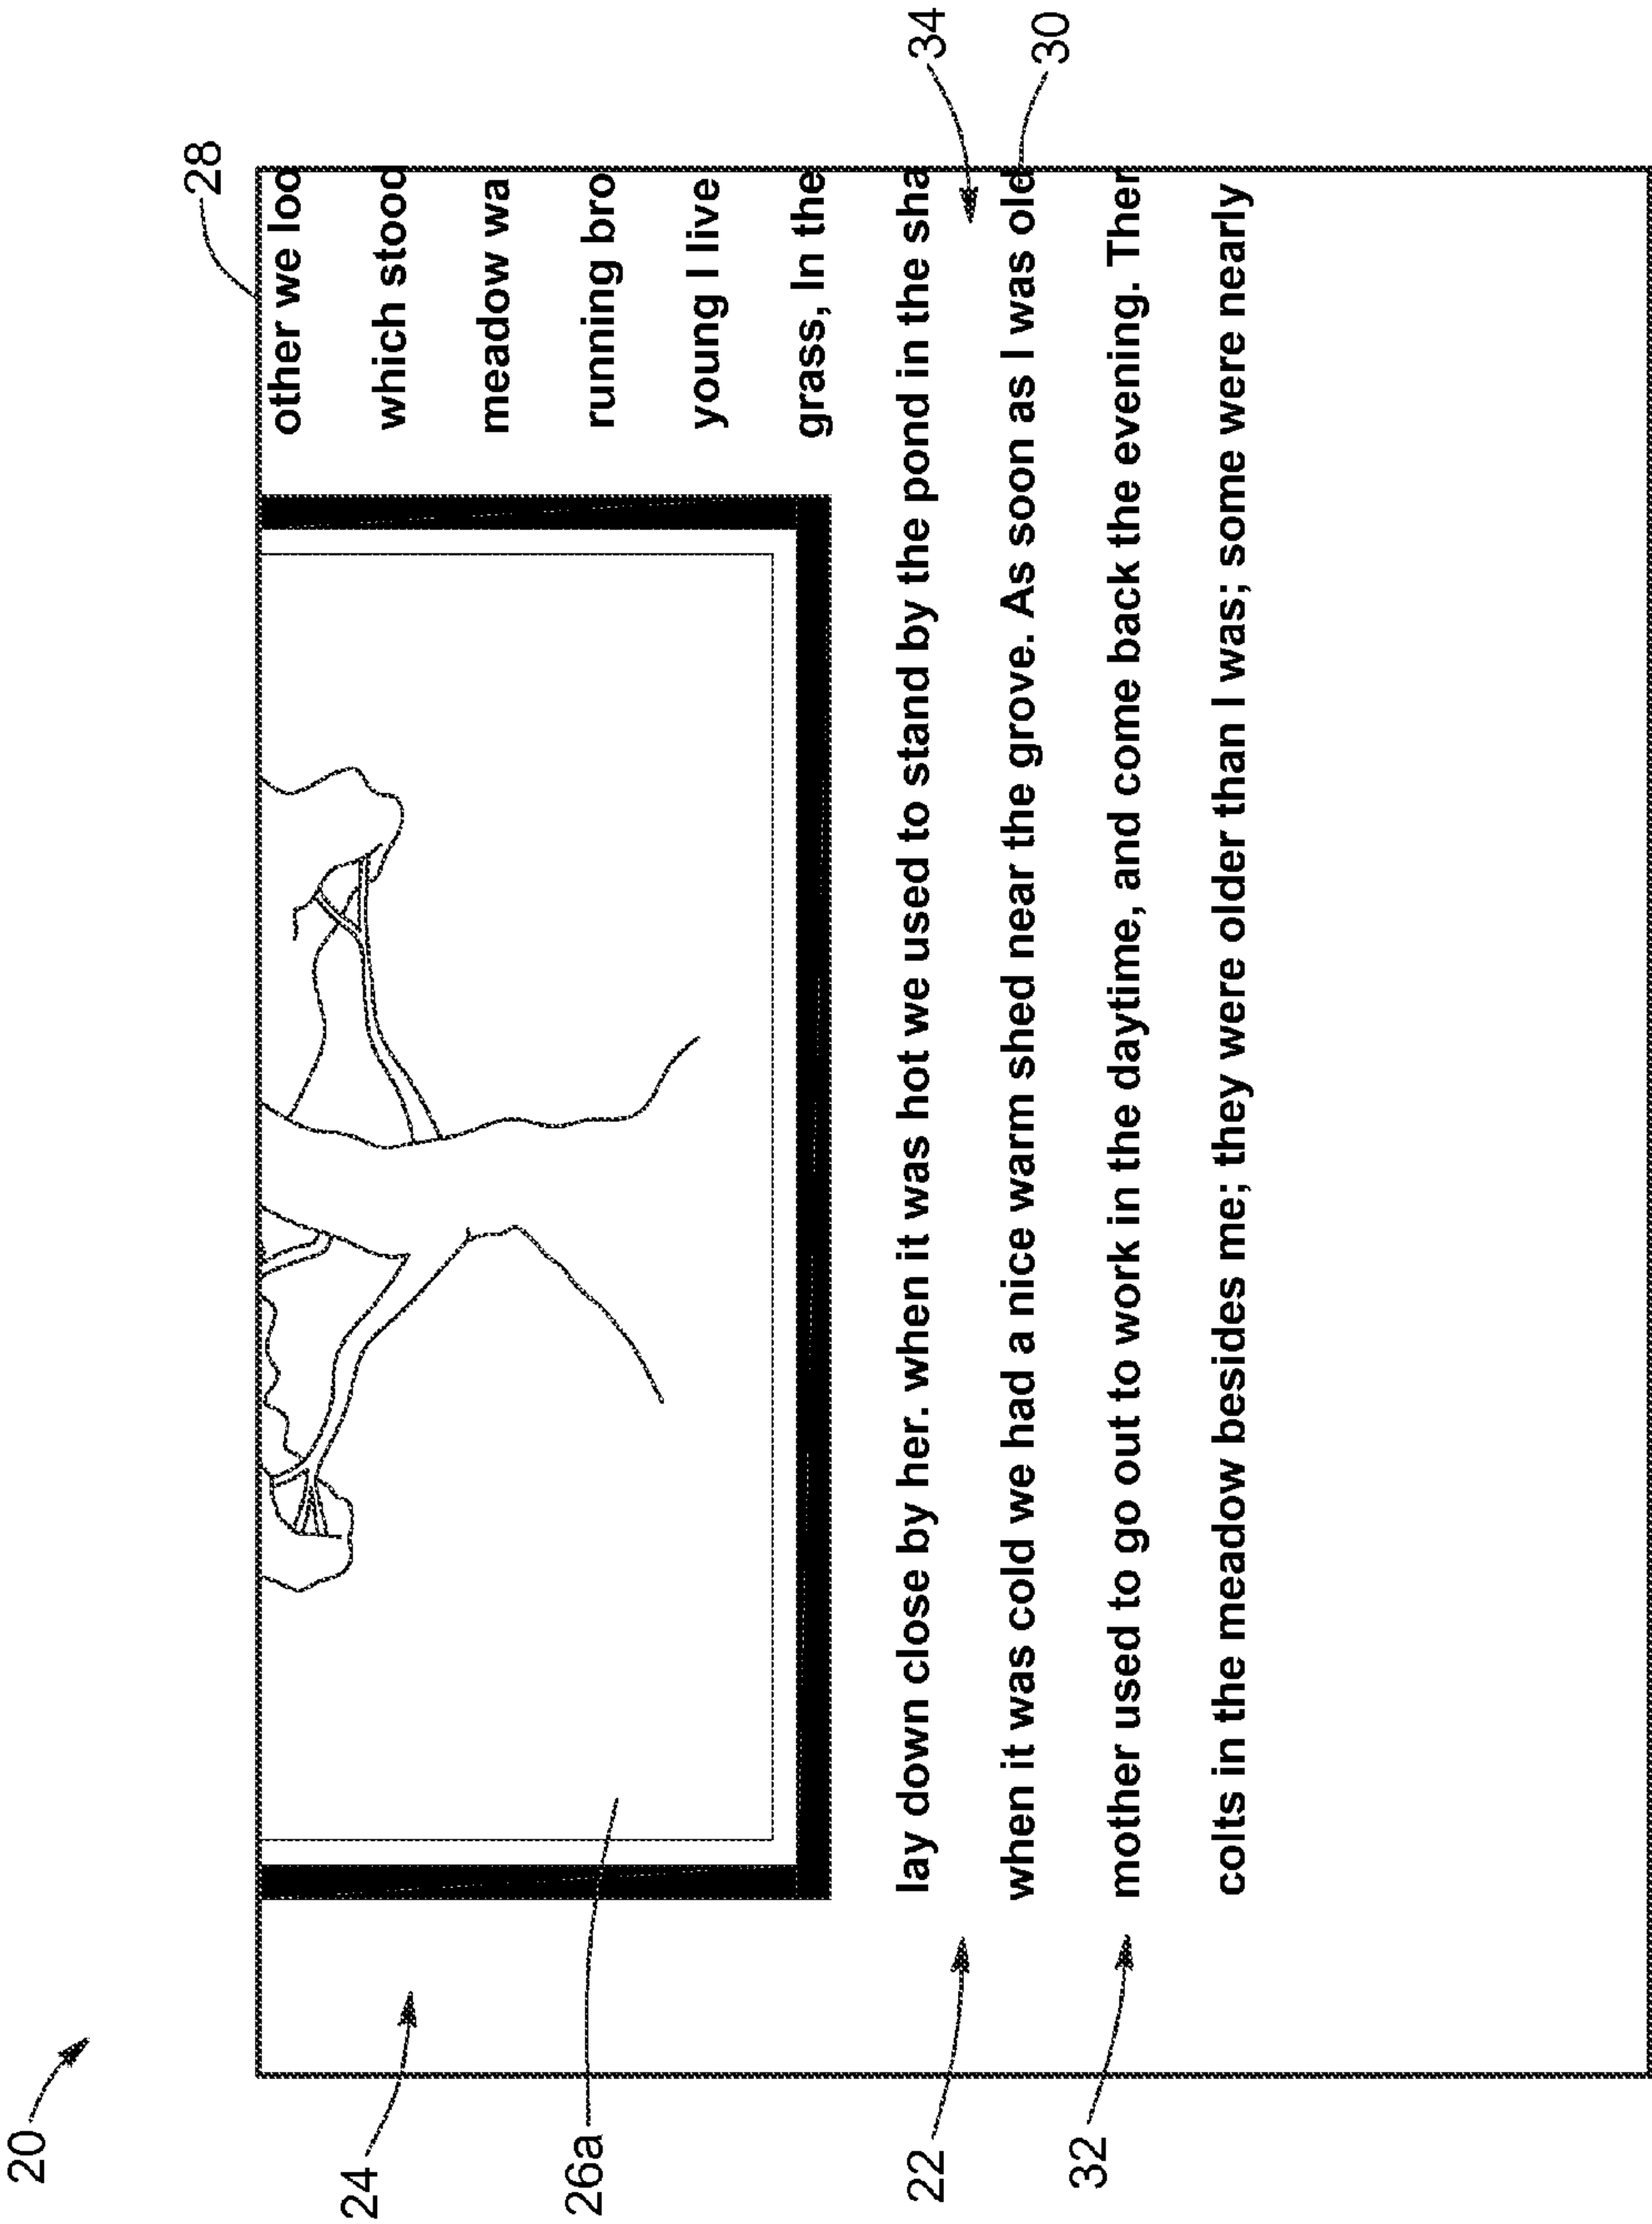 20
28
24
26a
22
32
34
30
other we loo
which stood
meadow wa
running bro
young I live
grass, In the
lay down close by her. when it was hot we used to stand by the pond in the sha
when it was cold we had a nice warm shed near the grove. As soon as I was old
mother used to go out to work in the daytime, and come back the evening. Ther
colts in the meadow besides me; they were older than I was; some were nearly